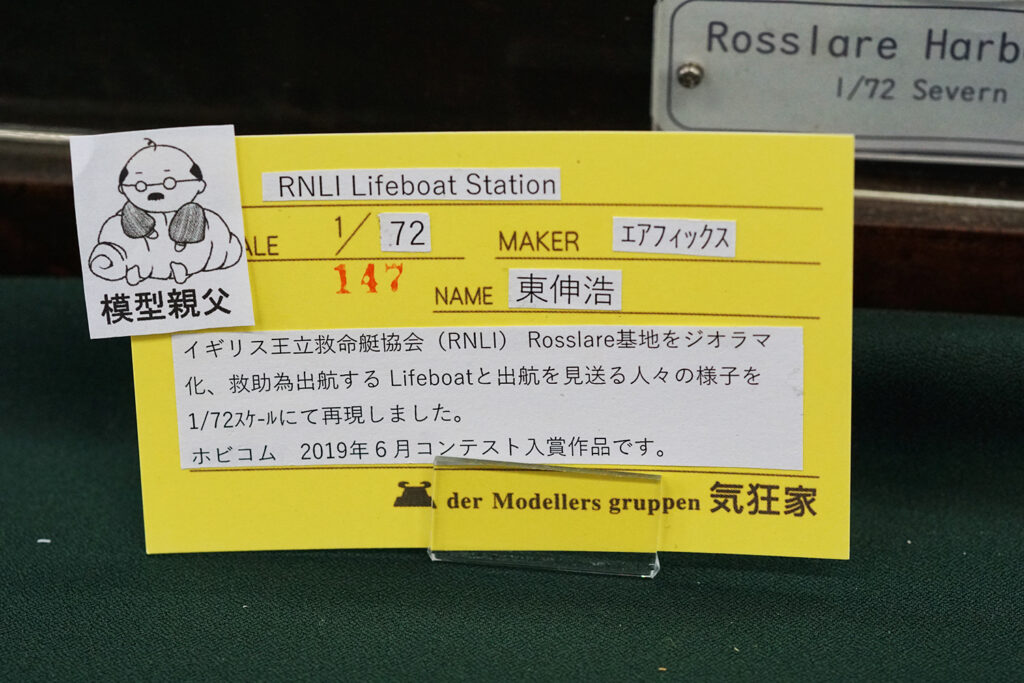 Rosslare Harb
1/72 Severn
RNLI Lifeboat Station
ALE 1/72 MAKER ｴｱﾌｨｯｸｽ
147
NAME 東伸浩
模型親父
イギリス王立救命艇協会（RNLI） Rosslare基地をジオラマ
化、救助為出航する Lifeboatと出航を見送る人々の様子を
1/72ｽｹｰﾙにて再現しました。
ホビコム 2019年６月コンテスト入賞作品です。
der Modellers gruppen 気狂家